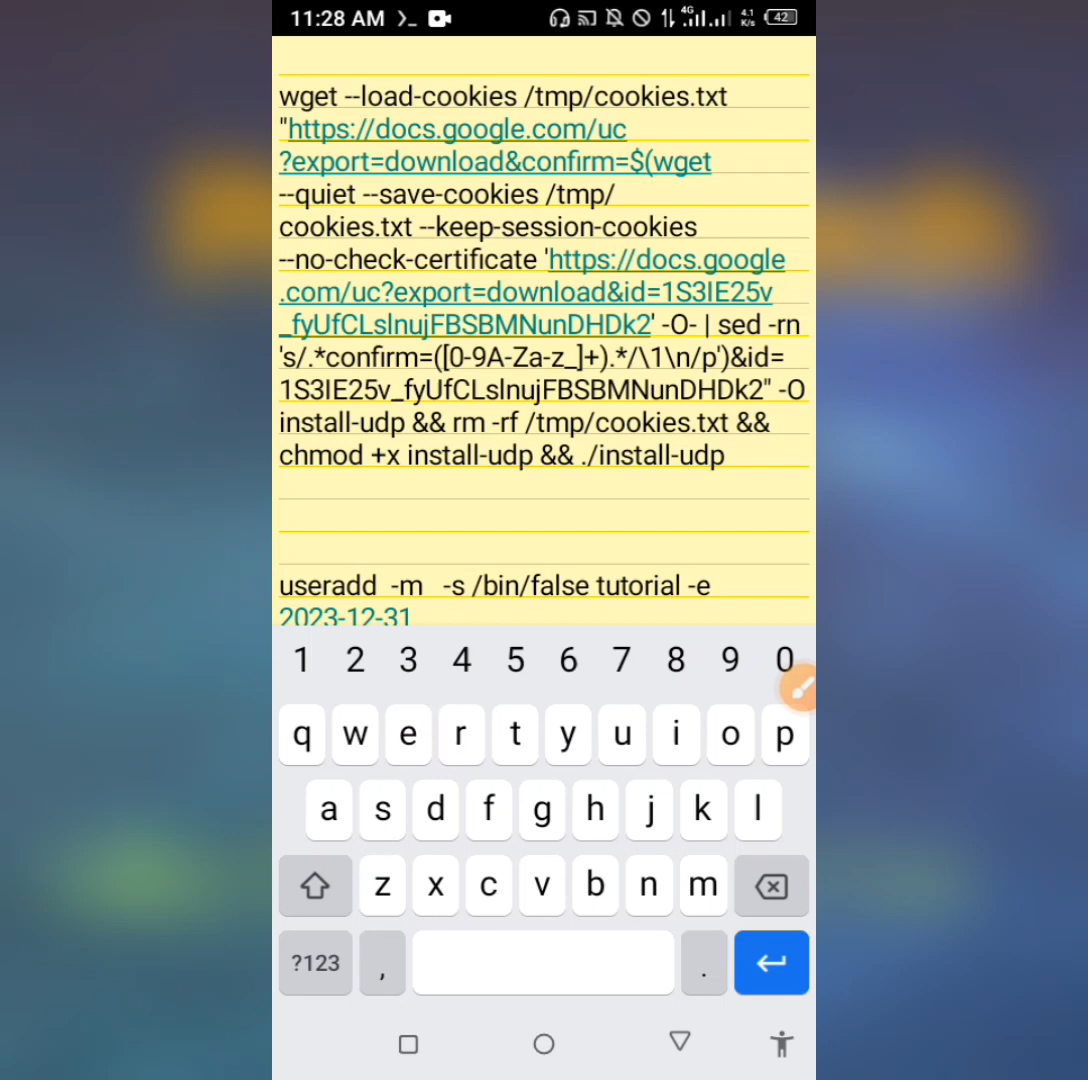 11:28 AM
4G
4.1
K/s
42
wget --load-cookies /tmp/cookies.txt
"https://docs.google.com/uc
?export=download&confirm=$(wget
--quiet --save-cookies /tmp/
cookies.txt --keep-session-cookies
--no-check-certificate 'https://docs.google
.com/uc?export=download&id=1S3IE25v
_fyUfCLslnujFBSBMNunDHDk2' -O- | sed -rn
's/.*confirm=([0-9A-Za-z_]+).*/\1\n/p')&id=
1S3IE25v_fyUfCLslnujFBSBMNunDHDk2" -O
install-udp && rm -rf /tmp/cookies.txt &&
chmod +x install-udp && ./install-udp
useradd  -m   -s /bin/false tutorial -e
2023-12-31
1 2 3 4 5 6 7 8 9 0
q w e r t y u i o p
a s d f g h j k l
z x c v b n m
?123 , .